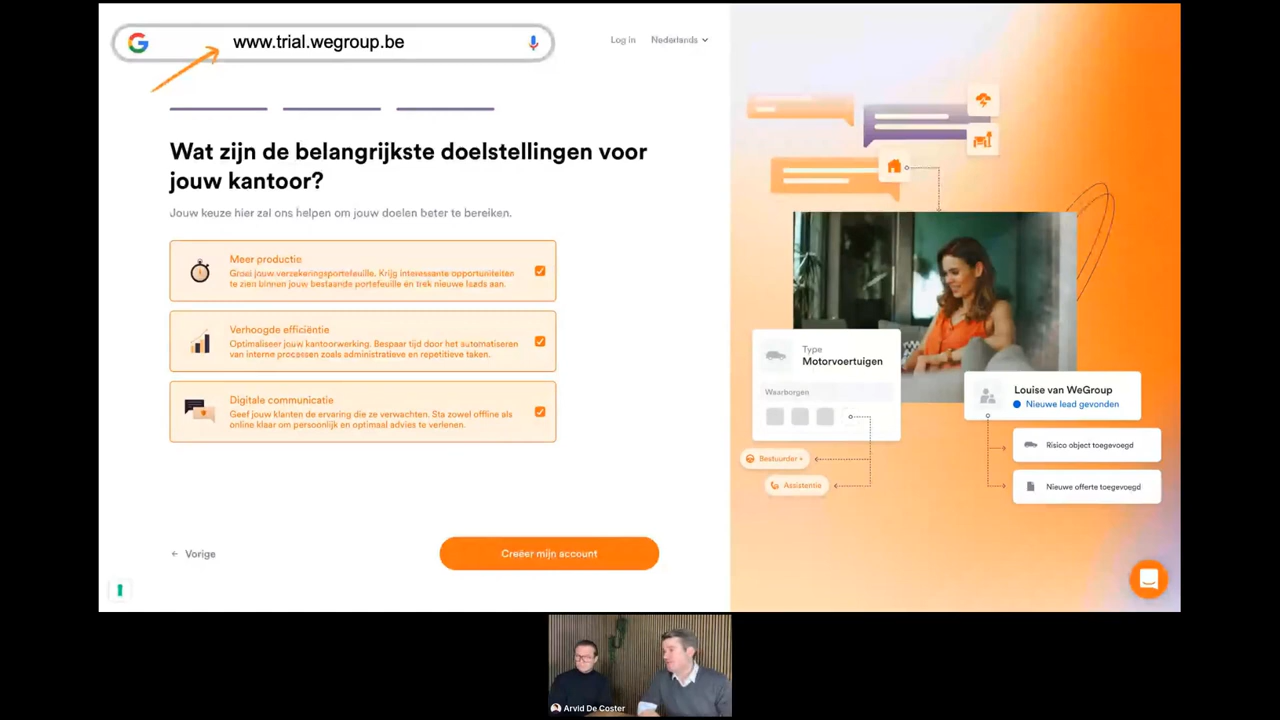 www.trial.wegroup.be
Log in
Nederlands
Wat zijn de belangrijkste doelstellingen voor
jouw kantoor?
Jouw keuze hier zal ons helpen om jouw doelen beter te bereiken.
Meer productie
Groei jouw verzekeringsportefeuille. Krijg interessante opportuniteiten
te zien binnen jouw bestaande portefeuille én trek nieuwe leads aan.
Verhoogde efficiëntie
Optimaliseer jouw kantoorwerking. Bespaar tijd door het automatiseren
van interne processen zoals administratieve en repetitieve taken.
Digitale communicatie
Geef jouw klanten de ervaring die ze verwachten. Sta zowel offline als
online klaar om persoonlijk en optimaal advies te verlenen.
← Vorige
Creëer mijn account
Type
Motorvoertuigen
Waarborgen
Bestuurder +
Assistentie
Louise van WeGroup
Nieuwe lead gevonden
Risico object toegevoegd
Nieuwe offerte toegevoegd
Arvid De Coster